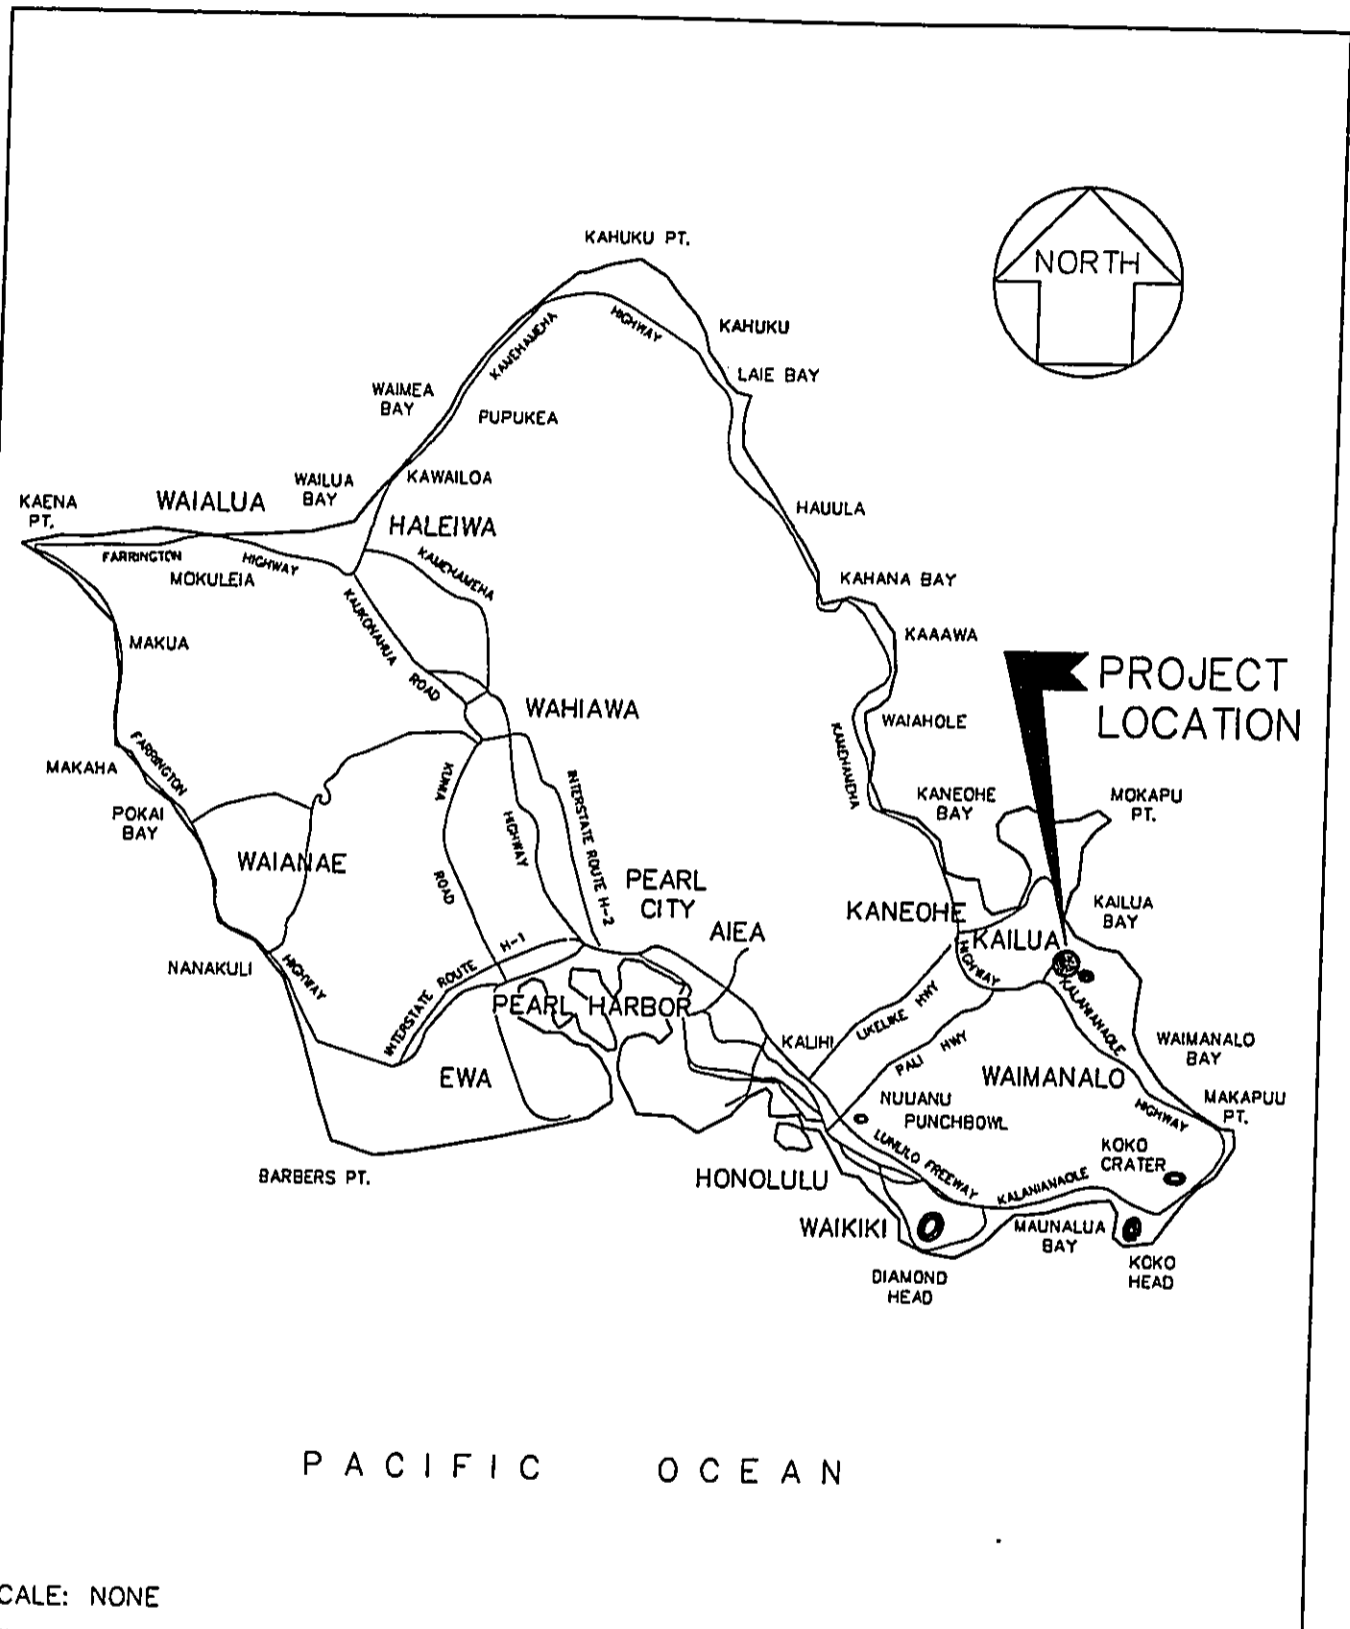 KAHUKU PT.
NORTH
KAHUKU
LAIE BAY
KAMEHAMEHA
HIGHWAY
WAIMEA
BAY
PUPUKEA
WAILUA
BAY
KAWAILOA
KAENA
PT.
WAIALUA
HALEIWA
HAUULA
FARRINGTON
HIGHWAY
MOKULEIA
KAMEHAMEHA
KAHANA BAY
KAUKONAHUA
ROAD
KAAAWA
MAKUA
PROJECT
LOCATION
WAHIAWA
WAIAHOLE
KAMEHAMEHA
MAKAHA
FARRINGTON
POKAI
BAY
KUNIA
ROAD
HIGHWAY
INTERSTATE ROUTE H-2
KANEOHE
BAY
MOKAPU
PT.
WAIANAE
PEARL
CITY
KANEOHE
KAILUA
BAY
AIEA
KAILUA
HIGHWAY
NANAKULI
HIGHWAY
INTERSTATE ROUTE H-1
PEARL HARBOR
LIKELIKE HWY
KALANIANAOLE
KALIHI
PALI HWY
WAIMANALO
BAY
EWA
WAIMANALO
HIGHWAY
MAKAPUU
PT.
NUUANU
PUNCHBOWL
LUNLILO FREEWAY
KOKO
CRATER
BARBERS PT.
HONOLULU
KALANIANAOLE
WAIKIKI
MAUNALUA
BAY
KOKO
HEAD
DIAMOND
HEAD
PACIFIC OCEAN
CALE: NONE